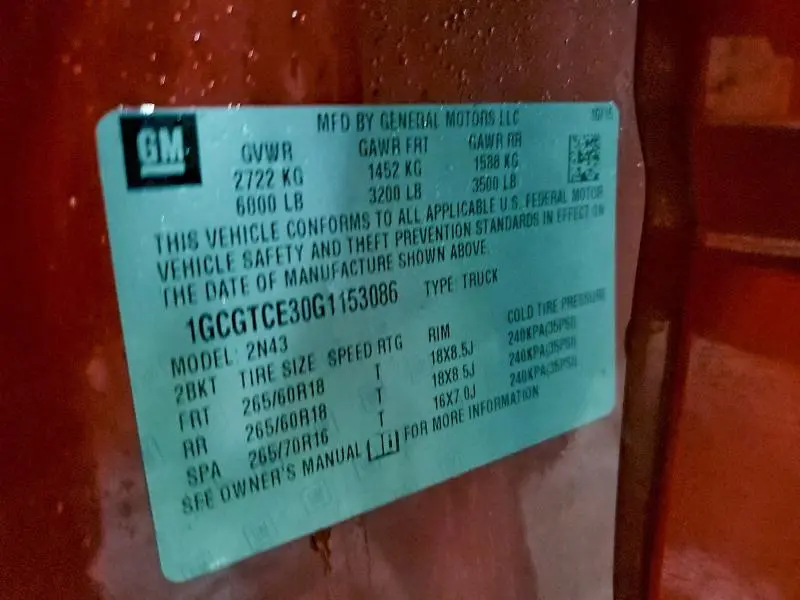 GM
MFD BY GENERAL MOTORS LLC
GVWR GAWR FRT GAWR RR
2722 KG 1452 KG 1588 KG
6000 LB 3200 LB 3500 LB
THIS VEHICLE CONFORMS TO ALL APPLICABLE U.S. FEDERAL MOTOR
VEHICLE SAFETY AND THEFT PREVENTION STANDARDS IN EFFECT ON
THE DATE OF MANUFACTURE SHOWN ABOVE.
1GCGTCE30G1153086 TYPE: TRUCK
MODEL: 2N43
2BKT TIRE SIZE SPEED RTG RIM COLD TIRE PRESSURE
FRT 265/60R18 T 18X8.5J 240KPA(35PSI)
RR 265/60R18 T 18X8.5J 240KPA(35PSI)
SPA 265/70R16 T 16X7.0J 240KPA(35PSI)
SEE OWNER'S MANUAL FOR MORE INFORMATION